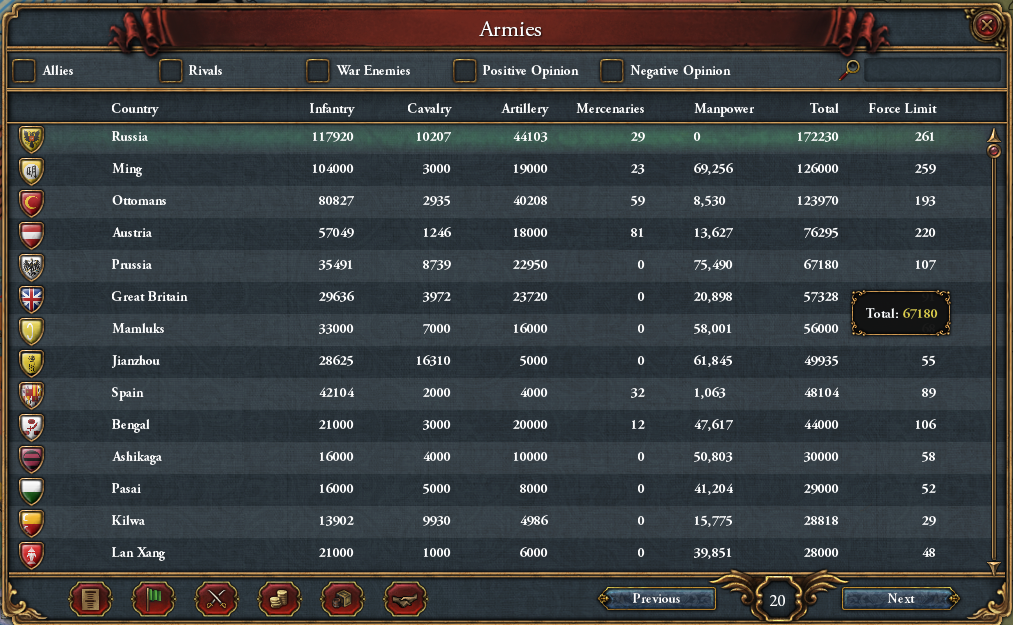 Armies
Allies Rivals War Enemies Positive Opinion Negative Opinion
Country Infantry Cavalry Artillery Mercenaries Manpower Total Force Limit
Russia 117920 10207 44103 29 0 172230 261
Ming 104000 3000 19000 23 69,256 126000 259
Ottomans 80827 2935 40208 59 8,530 123970 193
Austria 57049 1246 18000 81 13,627 76295 220
Prussia 35491 8739 22950 0 75,490 67180 107
Great Britain 29636 3972 23720 0 20,898 57328
Total: 67180
Mamluks 33000 7000 16000 0 58,001 56000
Jianzhou 28625 16310 5000 0 61,845 49935 55
Spain 42104 2000 4000 32 1,063 48104 89
Bengal 21000 3000 20000 12 47,617 44000 106
Ashikaga 16000 4000 10000 0 50,803 30000 58
Pasai 16000 5000 8000 0 41,204 29000 52
Kilwa 13902 9930 4986 0 15,775 28818 29
Lan Xang 21000 1000 6000 0 39,851 28000 48
Previous 20 Next